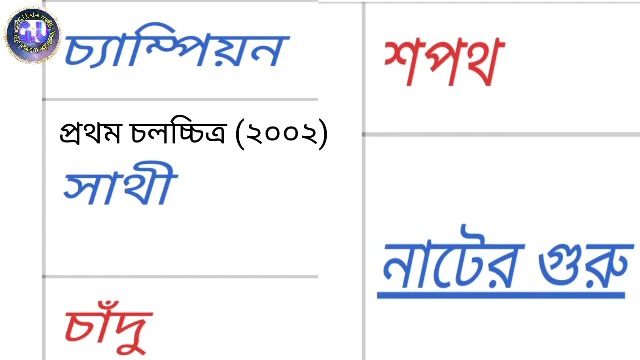 চ্যাম্পিয়ন
প্রথম চলচ্চিত্র (২০০২)
সাথী
চাঁদু
শপথ
নাটের গুরু